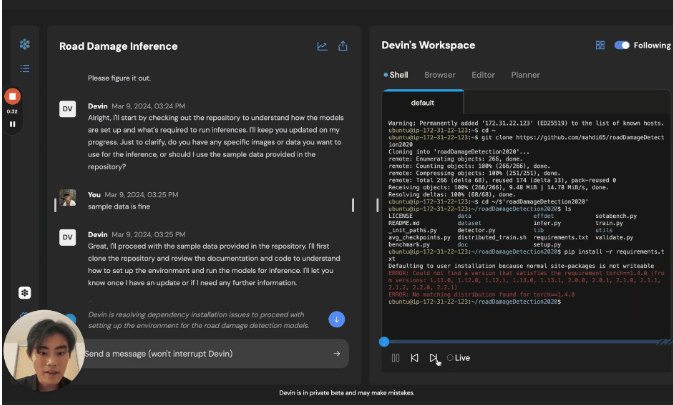 Road Damage Inference
Please figure it out.
DV
Devin Mar 9, 2024, 03:24 PM
Alright, I'll start by checking out the repository to understand how the models
are set up and what's required to run inferences. I'll keep you updated on my
progress. Just to clarify, do you have any specific images or data you want to
use for the inference, or should I use the sample data provided in the
repository?
You Mar 9, 2024, 03:25 PM
sample data is fine
DV
Devin Mar 9, 2024, 03:25 PM
Great, I'll proceed with the sample data provided in the repository. I'll first
clone the repository and review the documentation and code to understand
how to set up the environment and run the models for inference. I'll let you
know once I have an update or if I need any further information.
Devin is resolving dependency installation issues to proceed with
setting up the environment for the road damage detection models.
Send a message (won't interrupt Devin)
0:22
Devin's Workspace
Following
Shell
Browser
Editor
Planner
default
Warning: Permanently added '172.31.22.123' (ED25519) to the list of known hosts.
ubuntu@ip-172-31-22-123:~$ cd ~
ubuntu@ip-172-31-22-123:~$ git clone https://github.com/mahdi65/roadDamageDetect
ion2020
Cloning into 'roadDamageDetection2020'...
remote: Enumerating objects: 266, done.
remote: Counting objects: 100% (266/266), done.
remote: Compressing objects: 100% (251/251), done.
remote: Total 266 (delta 68), reused 174 (delta 13), pack-reused 0
Receiving objects: 100% (266/266), 9.48 MiB | 14.78 MiB/s, done.
Resolving deltas: 100% (68/68), done.
ubuntu@ip-172-31-22-123:~$ cd ~/$'roadDamageDetection2020'
ubuntu@ip-172-31-22-123:~/roadDamageDetection2020$ ls
LICENSE data effdet sotabench.py
README.md dataset infer.py train.py
_init_paths.py detector.py lib utils
avg_checkpoints.py distributed_train.sh requirements.txt validate.py
benchmark.py doc setup.py
ubuntu@ip-172-31-22-123:~/roadDamageDetection2020$ pip install -r requirements.t
xt
Defaulting to user installation because normal site-packages is not writeable
ERROR: Could not find a version that satisfies the requirement torch==1.4.0 (fro
m versions: 1.11.0, 1.12.0, 1.12.1, 1.13.0, 1.13.1, 2.0.0, 2.0.1, 2.1.0, 2.1.1,
2.1.2, 2.2.0, 2.2.1)
ERROR: No matching distribution found for torch==1.4.0
ubuntu@ip-172-31-22-123:~/roadDamageDetection2020$
Live
Devin is in private beta and may make mistakes.